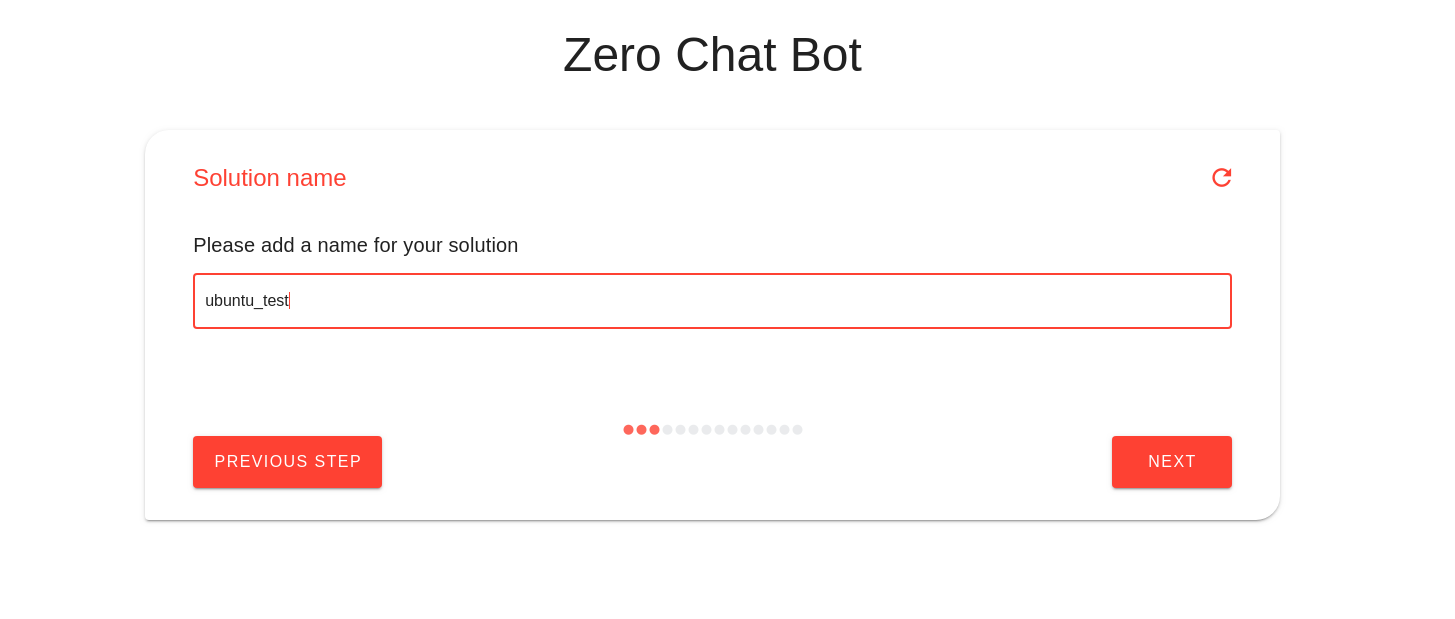 Zero Chat Bot
Solution name
Please add a name for your solution
ubuntu_test
PREVIOUS STEP
NEXT